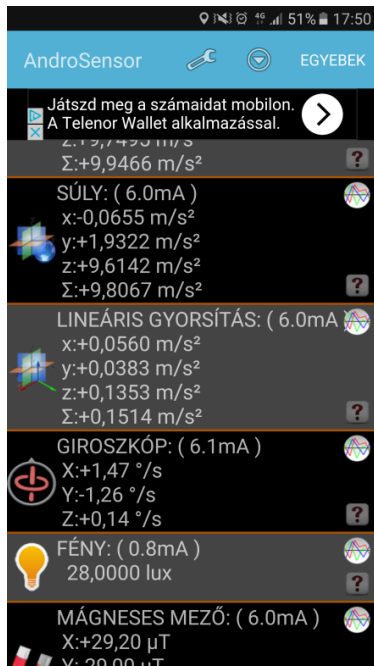 46 51% 17:50
AndroSensor EGYEBEK
Játszd meg a számaidat mobilon.
A Telenor Wallet alkalmazással.
Σ:+9,9466 m/s²
?
SÚLY: ( 6.0mA )
x:-0,0655 m/s²
y:+1,9322 m/s²
z:+9,6142 m/s²
Σ:+9,8067 m/s²
?
LINEÁRIS GYORSÍTÁS: ( 6.0mA )
x:+0,0560 m/s²
y:+0,0383 m/s²
z:+0,1353 m/s²
Σ:+0,1514 m/s²
?
GIROSZKÓP: ( 6.1mA )
X:+1,47 °/s
Y:-1,26 °/s
Z:+0,14 °/s
?
FÉNY: ( 0.8mA )
28,0000 lux
?
MÁGNESES MEZŐ: ( 6.0mA )
X:+29,20 µT